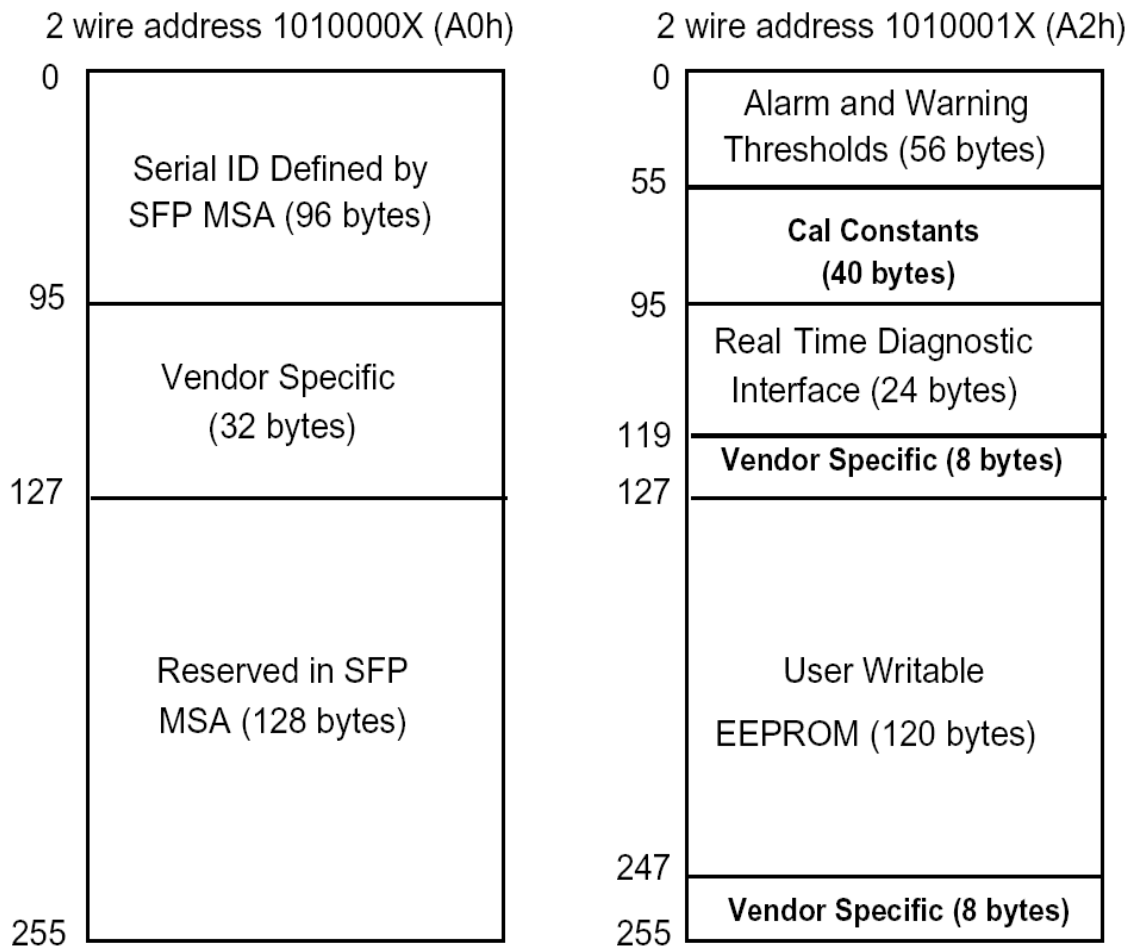 2 wire address 1010000X (A0h)
0
Serial ID Defined by
SFP MSA (96 bytes)
95
Vendor Specific
(32 bytes)
127
Reserved in SFP
MSA (128 bytes)
255
2 wire address 1010001X (A2h)
0
Alarm and Warning
Thresholds (56 bytes)
55
Cal Constants
(40 bytes)
95
Real Time Diagnostic
Interface (24 bytes)
119
Vendor Specific (8 bytes)
127
User Writable
EEPROM (120 bytes)
247
Vendor Specific (8 bytes)
255